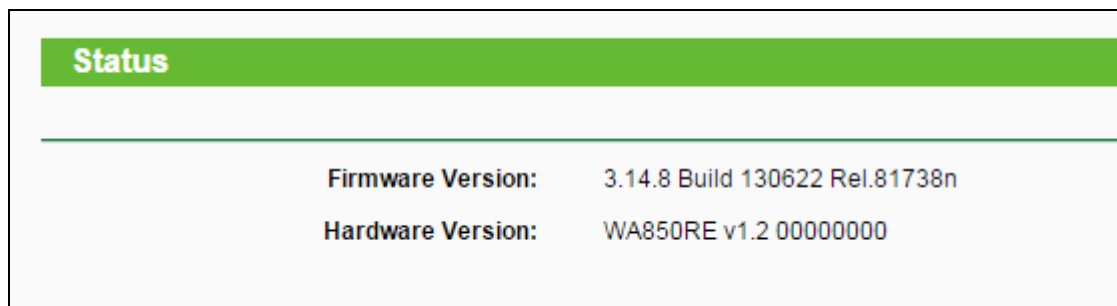 Status
Firmware Version: 3.14.8 Build 130622 Rel.81738n
Hardware Version: WA850RE v1.2 00000000